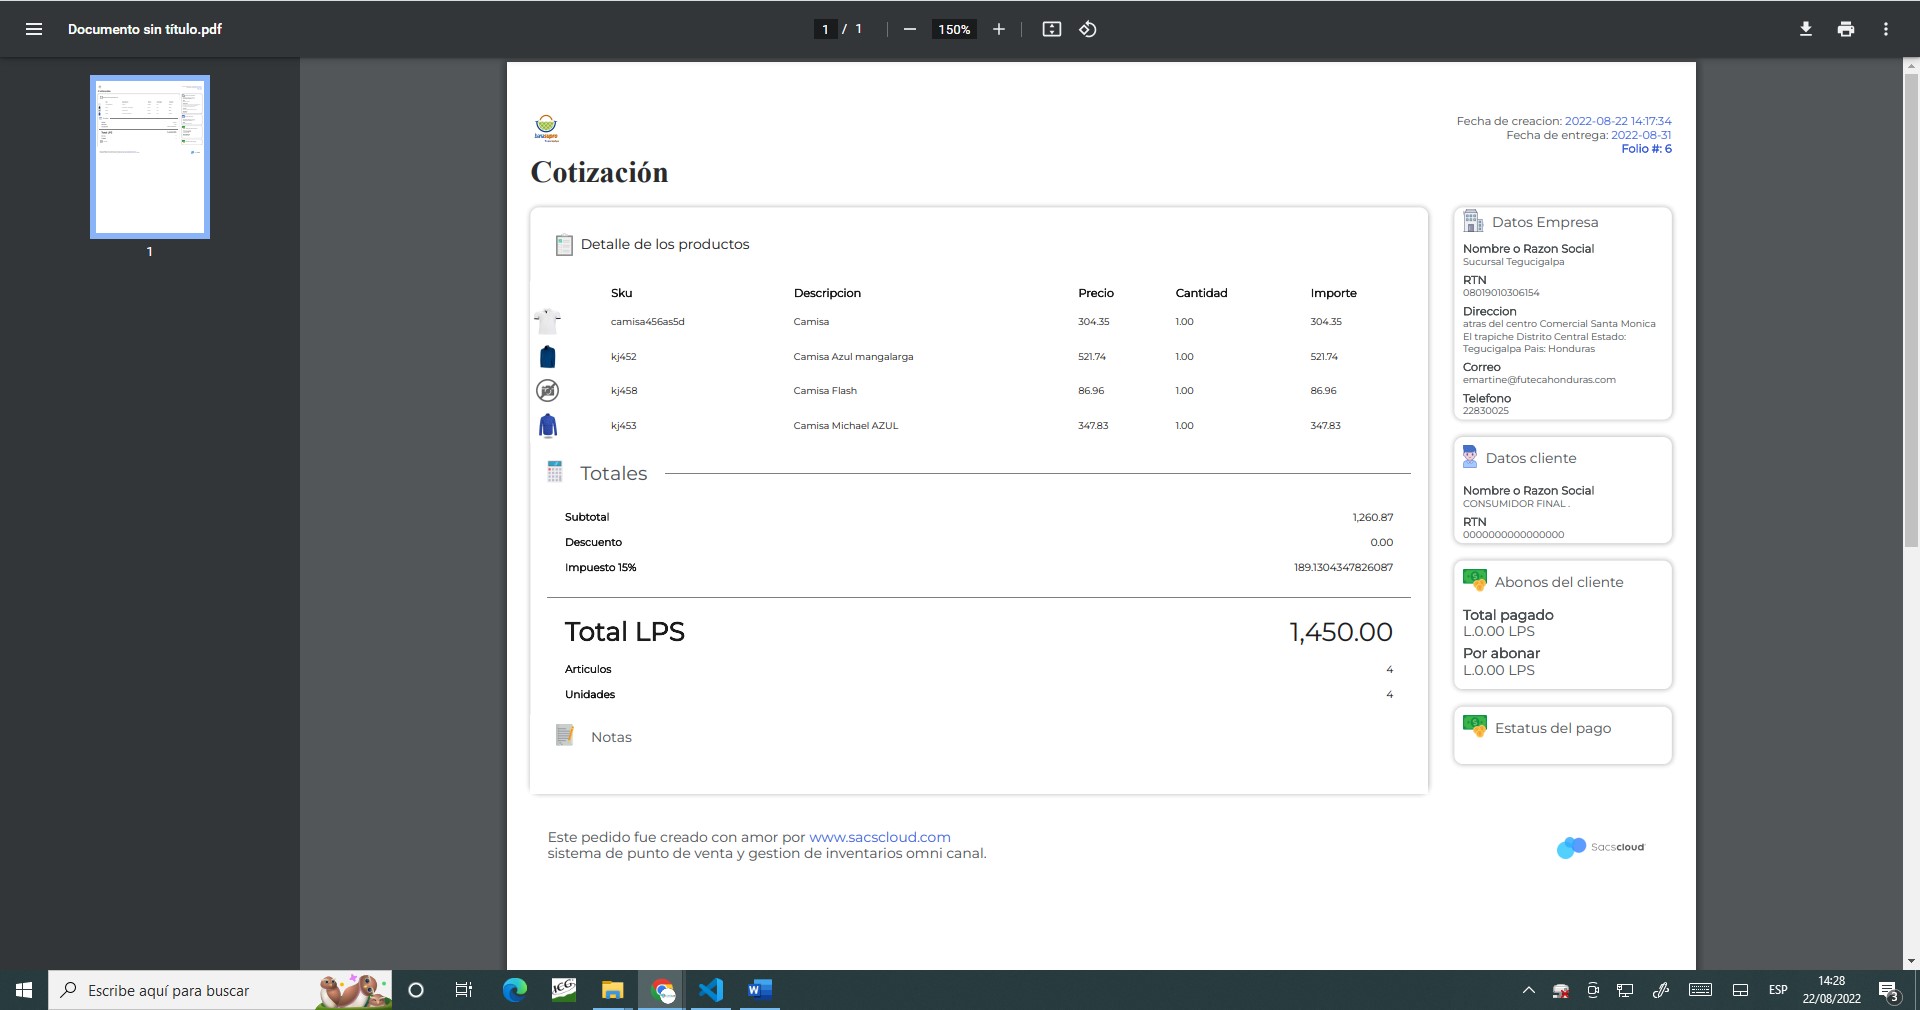 Documento sin título.pdf
1 / 1
150%
1
Fecha de creacion: 2022-08-22 14:17:34
Fecha de entrega: 2022-08-31
Folio #: 6
Cotización
Detalle de los productos
Sku Descripcion Precio Cantidad Importe
camisa456as5d Camisa 304.35 1.00 304.35
kj452 Camisa Azul mangalarga 521.74 1.00 521.74
kj458 Camisa Flash 86.96 1.00 86.96
kj453 Camisa Michael AZUL 347.83 1.00 347.83
Totales
Subtotal 1,260.87
Descuento 0.00
Impuesto 15% 189.1304347826087
Total LPS 1,450.00
Articulos 4
Unidades 4
Notas
Datos Empresa
Nombre o Razon Social
Sucursal Tegucigalpa
RTN
08019010306154
Direccion
atras del centro Comercial Santa Monica
El trapiche Distrito Central Estado:
Tegucigalpa Pais: Honduras
Correo
emartine@futecahonduras.com
Telefono
22830025
Datos cliente
Nombre o Razon Social
CONSUMIDOR FINAL .
RTN
0000000000000000
Abonos del cliente
Total pagado
L.0.00 LPS
Por abonar
L.0.00 LPS
Estatus del pago
Este pedido fue creado con amor por www.sacscloud.com
sistema de punto de venta y gestion de inventarios omni canal.
Sacscloud
Escribe aquí para buscar
ICG
W
ESP
14:28
22/08/2022
3